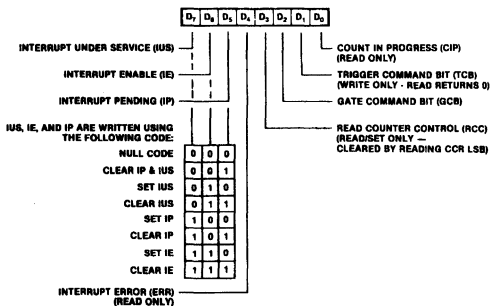 D7 D6 D5 D4 D3 D2 D1 D0
INTERRUPT UNDER SERVICE (IUS)
INTERRUPT ENABLE (IE)
INTERRUPT PENDING (IP)
IUS, IE, AND IP ARE WRITTEN USING
THE FOLLOWING CODE:
NULL CODE 0 0 0
CLEAR IP & IUS 0 0 1
SET IUS 0 1 0
CLEAR IUS 0 1 1
SET IP 1 0 0
CLEAR IP 1 0 1
SET IE 1 1 0
CLEAR IE 1 1 1
INTERRUPT ERROR (ERR)
(READ ONLY)
COUNT IN PROGRESS (CIP)
(READ ONLY)
TRIGGER COMMAND BIT (TCB)
(WRITE ONLY - READ RETURNS 0)
GATE COMMAND BIT (GCB)
READ COUNTER CONTROL (RCC)
(READ/SET ONLY —
CLEARED BY READING CCR LSB)